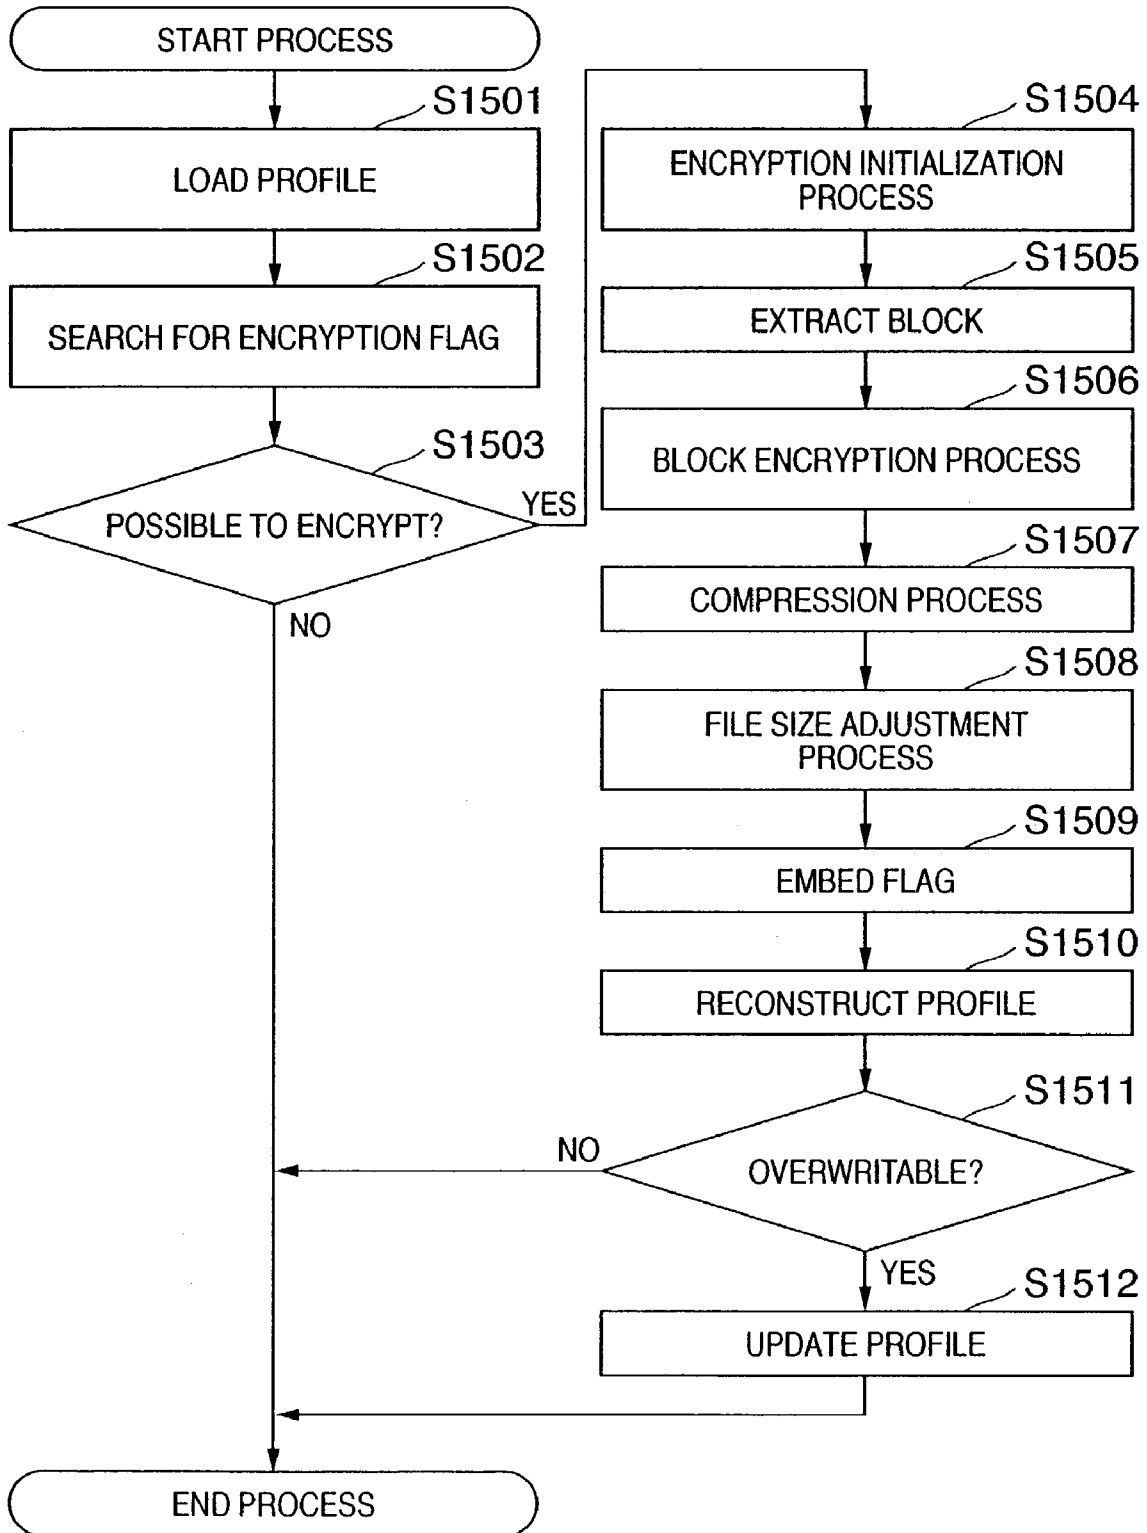 START PROCESS
S1501
LOAD PROFILE
S1502
SEARCH FOR ENCRYPTION FLAG
S1503
POSSIBLE TO ENCRYPT?
YES
NO
S1504
ENCRYPTION INITIALIZATION
PROCESS
S1505
EXTRACT BLOCK
S1506
BLOCK ENCRYPTION PROCESS
S1507
COMPRESSION PROCESS
S1508
FILE SIZE ADJUSTMENT
PROCESS
S1509
EMBED FLAG
S1510
RECONSTRUCT PROFILE
S1511
OVERWRITABLE?
NO
YES
S1512
UPDATE PROFILE
END PROCESS